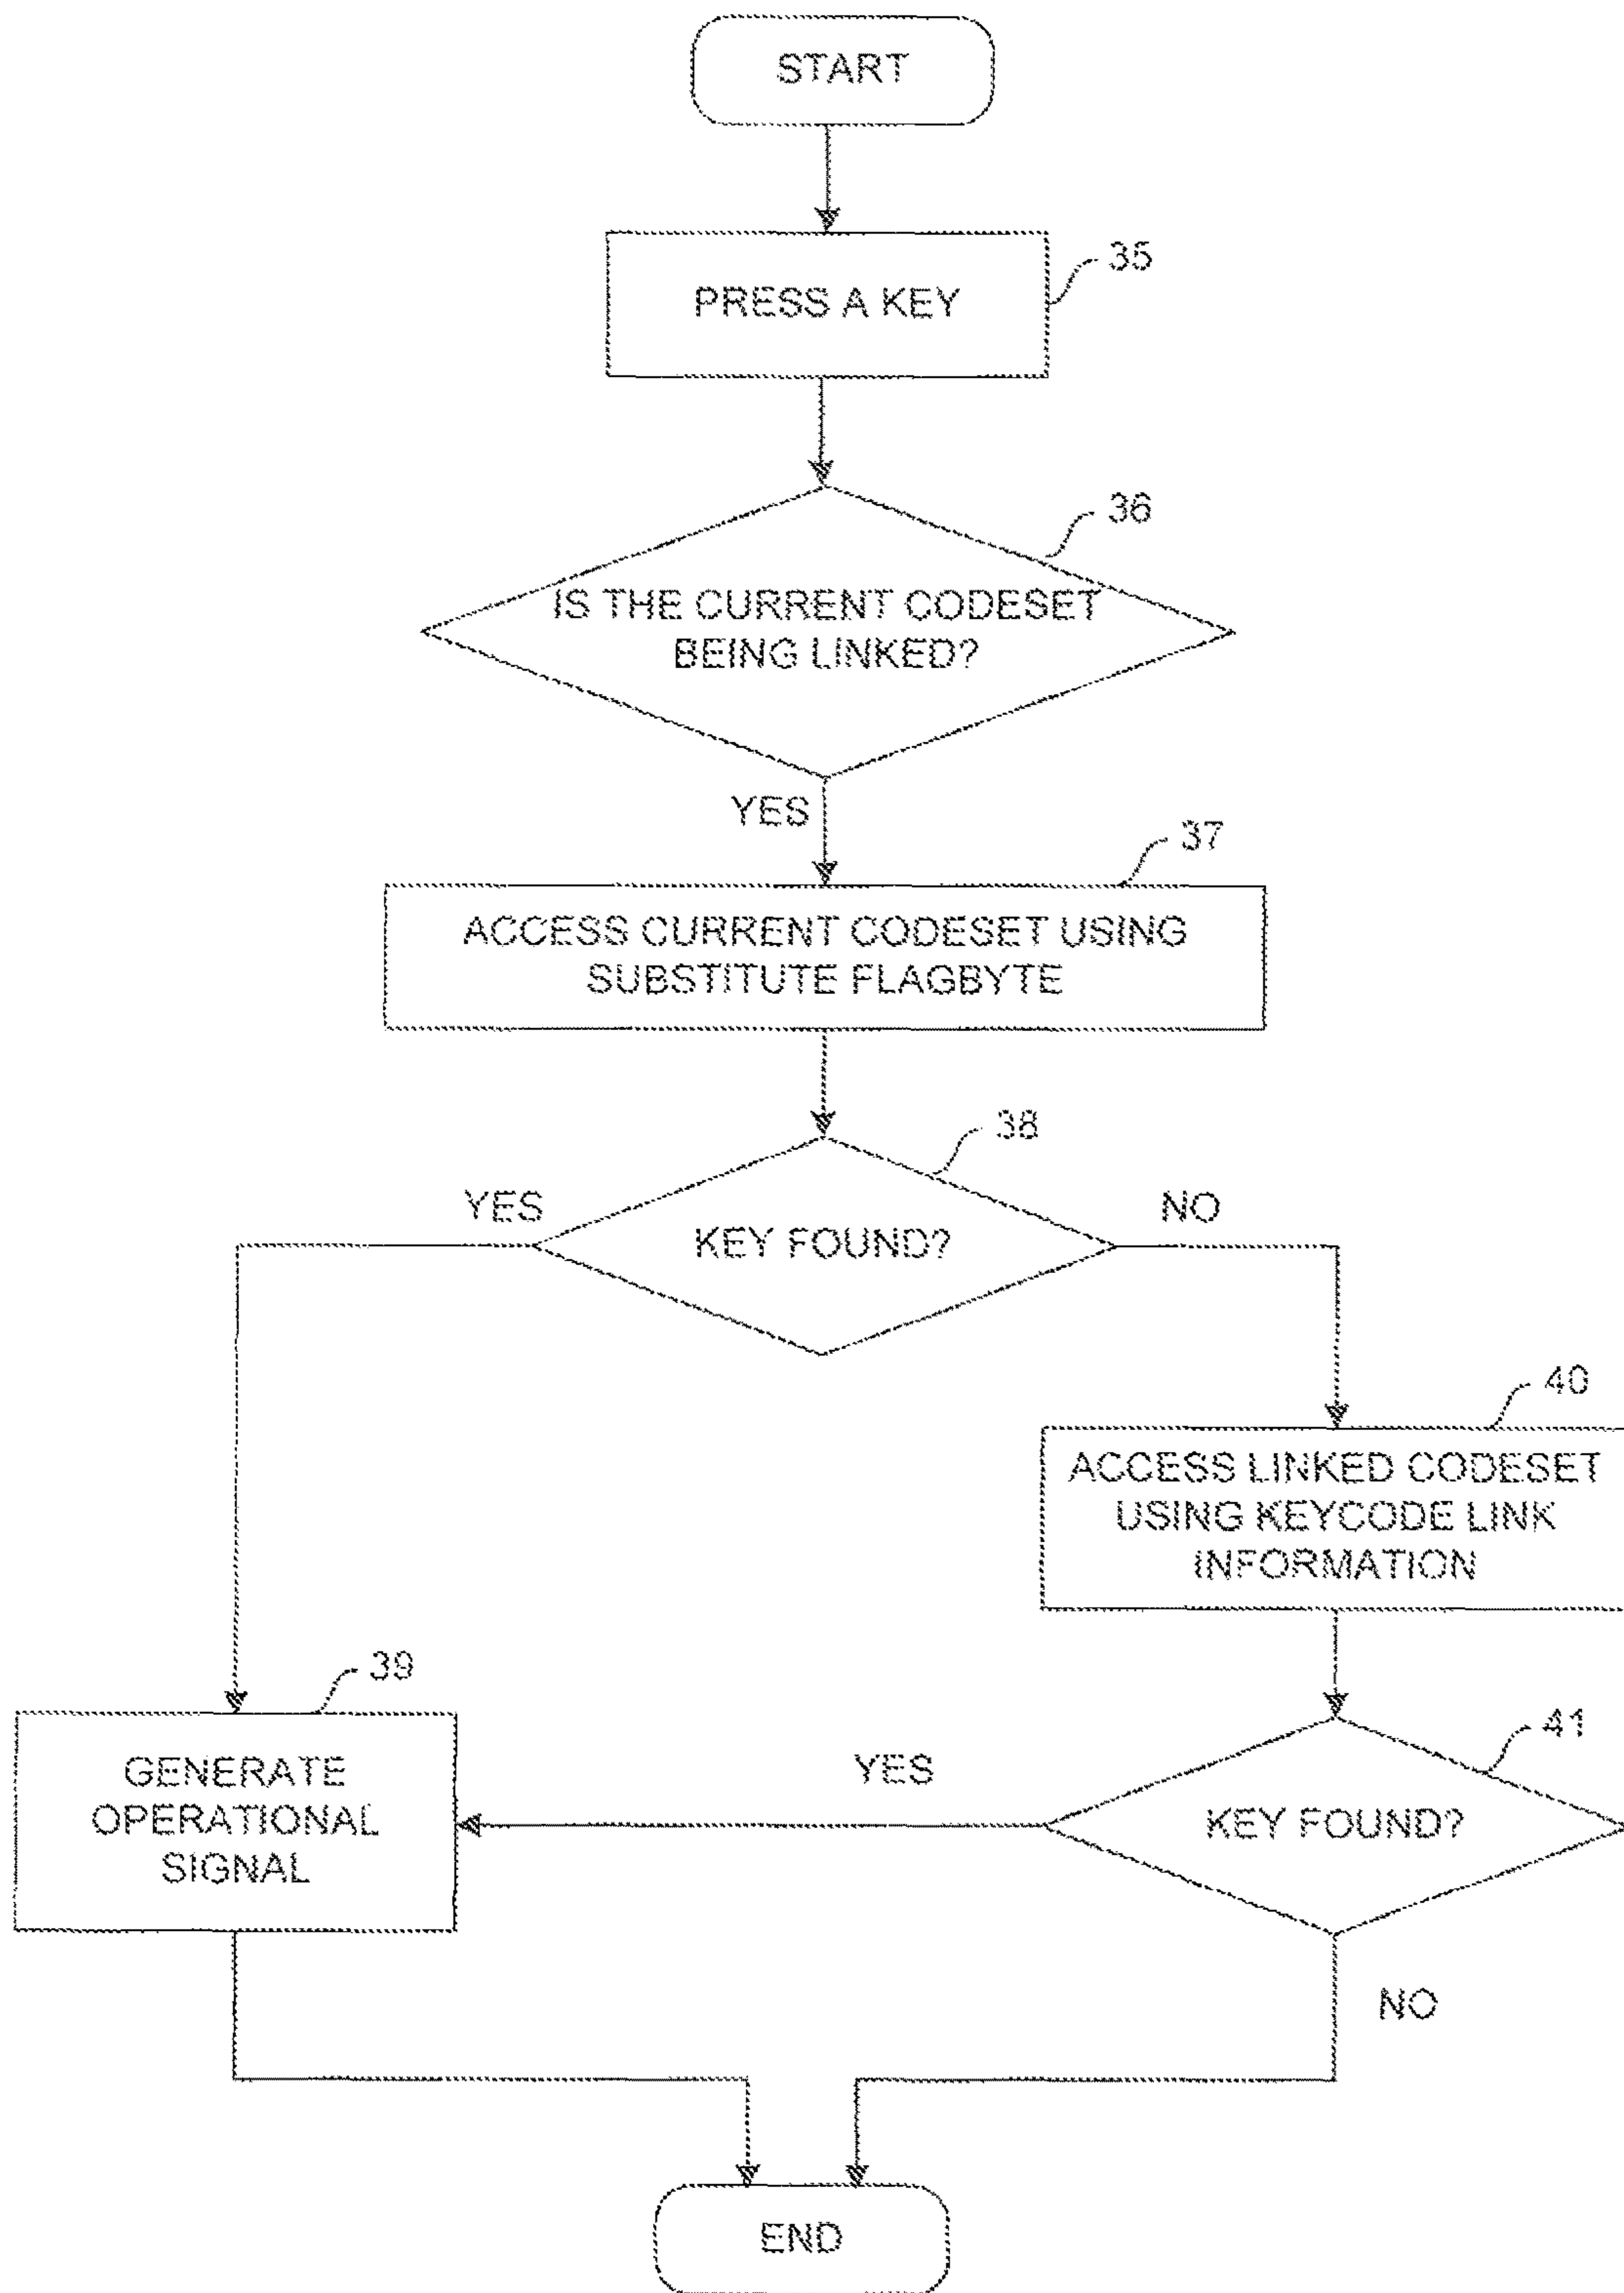 START
35
PRESS A KEY
36
IS THE CURRENT CODESET
BEING LINKED?
YES
37
ACCESS CURRENT CODESET USING
SUBSTITUTE FLAGBYTE
38
YES
NO
KEY FOUND?
40
ACCESS LINKED CODESET
USING KEYCODE LINK
INFORMATION
39
41
GENERATE
OPERATIONAL
SIGNAL
YES
KEY FOUND?
NO
END